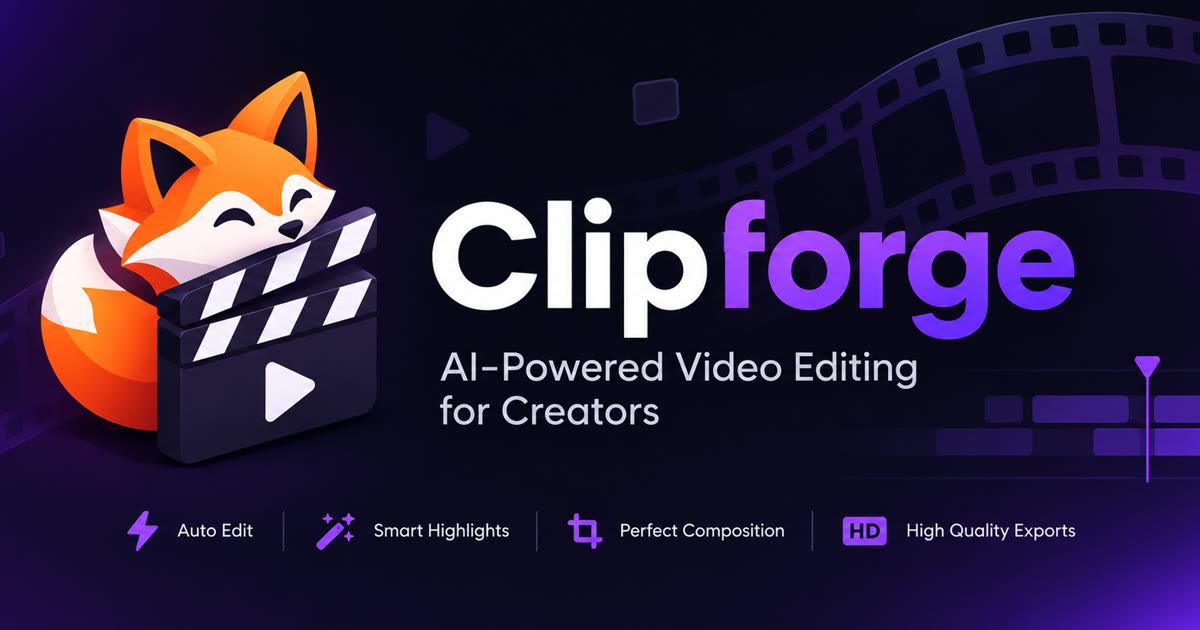 Clipforge
AI-Powered Video Editing
for Creators
Auto Edit
Smart Highlights
Perfect Composition
HD
High Quality Exports